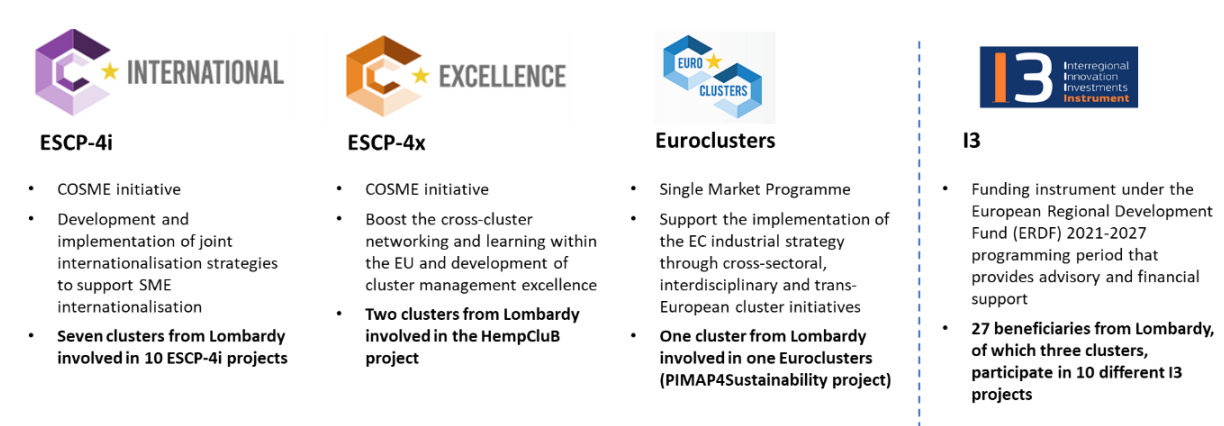 INTERNATIONAL
ESCP-4i
• COSME initiative
• Development and
implementation of joint
internationalisation strategies
to support SME
internationalisation
• Seven clusters from Lombardy
involved in 10 ESCP-4i projects
EXCELLENCE
ESCP-4x
• COSME initiative
• Boost the cross-cluster
networking and learning within
the EU and development of
cluster management excellence
• Two clusters from Lombardy
involved in the HempCluB
project
EURO
CLUSTERS
Euroclusters
• Single Market Programme
• Support the implementation of
the EC industrial strategy
through cross-sectoral,
interdisciplinary and trans-
European cluster initiatives
• One cluster from Lombardy
involved in one Euroclusters
(PIMAP4Sustainability project)
I3
Interregional
Innovation
Investments
Instrument
I3
• Funding instrument under the
European Regional Development
Fund (ERDF) 2021-2027
programming period that
provides advisory and financial
support
• 27 beneficiaries from Lombardy,
of which three clusters,
participate in 10 different I3
projects